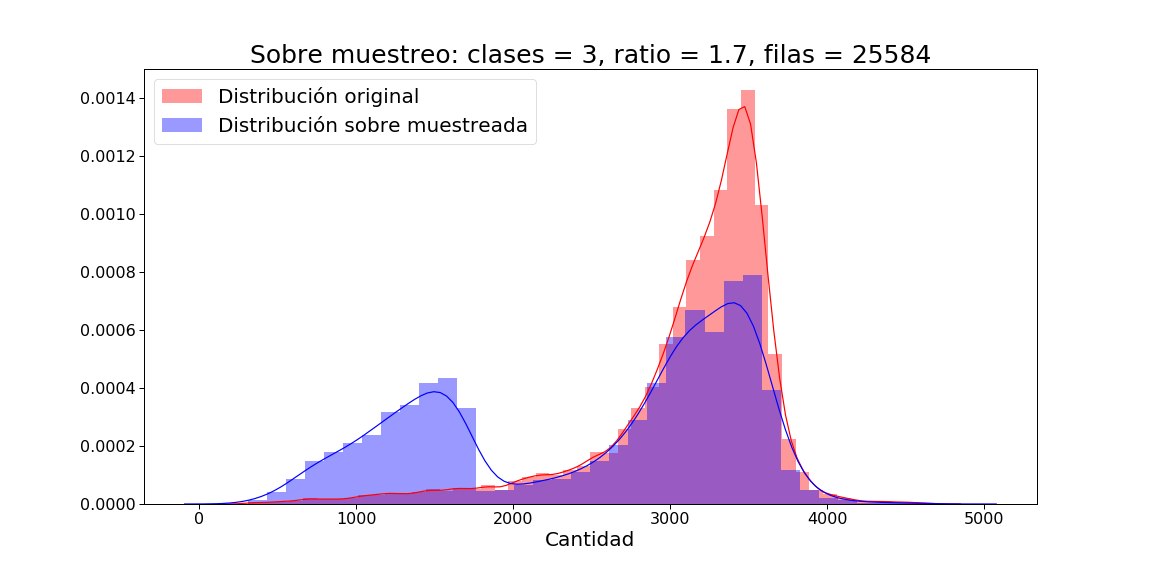 Sobre muestreo: clases = 3, ratio = 1.7, filas = 25584
Distribución original
Distribución sobre muestreada
0.0014
0.0012
0.0010
0.0008
0.0006
0.0004
0.0002
0.0000
0 1000 2000 3000 4000 5000
Cantidad